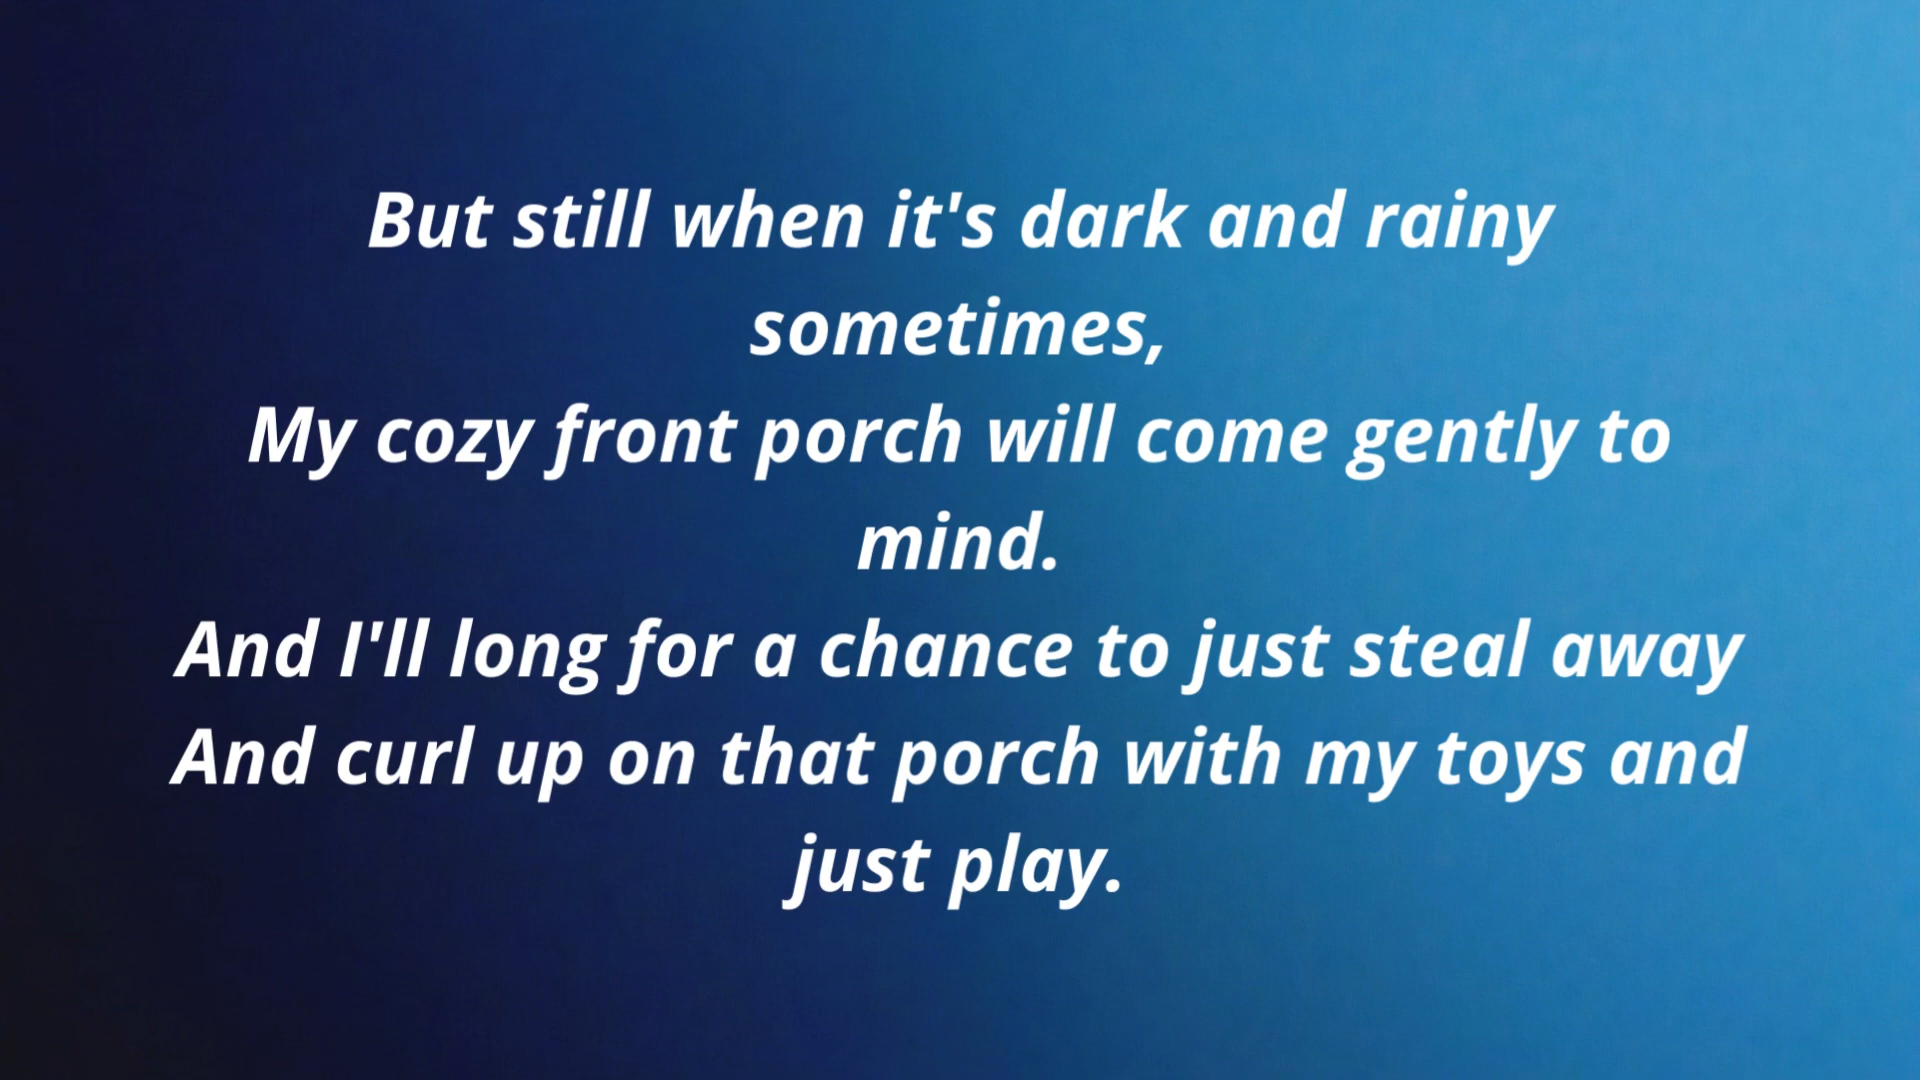 But still when it's dark and rainy
sometimes,
My cozy front porch will come gently to
mind.
And I'll long for a chance to just steal away
And curl up on that porch with my toys and
just play.